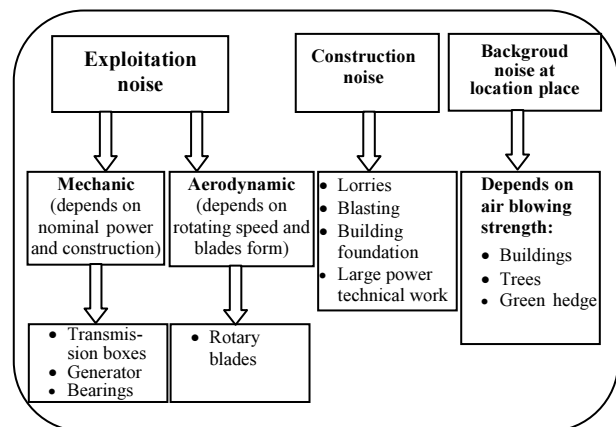 Exploitation
noise
Construction
noise
Backgroud
noise at
location place
Mechanic
(depends on
nominal power
and construction)
Aerodynamic
(depends on
rotating speed and
blades form)
• Lorries
• Blasting
• Building
foundation
• Large power
technical work
Depends on
air blowing
strength:
• Buildings
• Trees
• Green hedge
• Transmis-
sion boxes
• Generator
• Bearings
• Rotary
blades